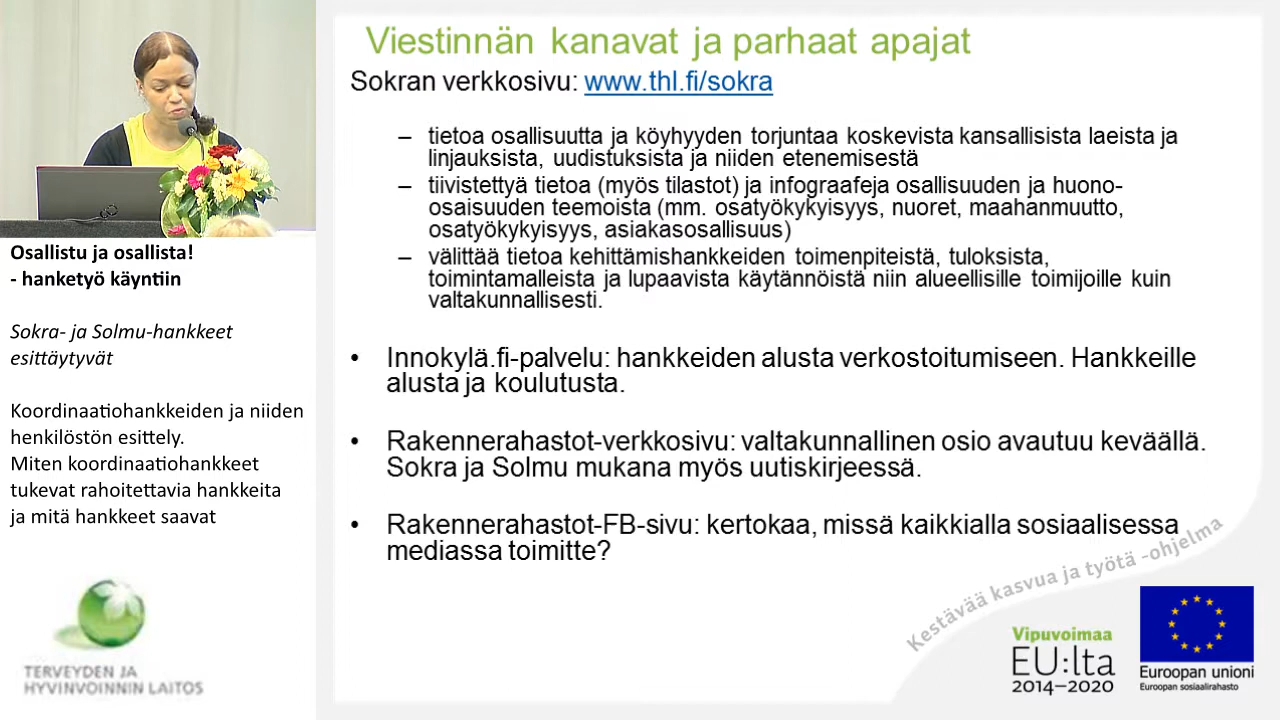 Viestinnän kanavat ja parhaat apajat
Sokran verkkosivu: www.thl.fi/sokra
– tietoa osallisuutta ja köyhyyden torjuntaa koskevista kansallisista laeista ja
linjauksista, uudistuksista ja niiden etenemisestä
– tiivistettyä tietoa (myös tilastot) ja infograafeja osallisuuden ja huono-
osaisuuden teemoista (mm. osatyökykyisyys, nuoret, maahanmuutto,
osatyökykyisyys, asiakasosallisuus)
– välittää tietoa kehittämishankkeiden toimenpiteistä, tuloksista,
toimintamalleista ja lupaavista käytännöistä niin alueellisille toimijoille kuin
valtakunnallisesti.
• Innokylä.fi-palvelu: hankkeiden alusta verkostoitumiseen. Hankkeille
alusta ja koulutusta.
• Rakennerahastot-verkkosivu: valtakunnallinen osio avautuu keväällä.
Sokra ja Solmu mukana myös uutiskirjeessä.
• Rakennerahastot-FB-sivu: kertokaa, missä kaikkialla sosiaalisessa
mediassa toimitte?
Osallistu ja osallista!
- hanketyö käyntiin
Sokra- ja Solmu-hankkeet
esittäytyvät
Koordinaatiohankkeiden ja niiden
henkilöstön esittely.
Miten koordinaatiohankkeet
tukevat rahoitettavia hankkeita
ja mitä hankkeet saavat
TERVEYDEN JA
HYVINVOINNIN LAITOS
Kestävää kasvua ja työtä -ohjelma
Vipuvoimaa
EU:lta
2014–2020
Euroopan unioni
Euroopan sosiaalirahasto